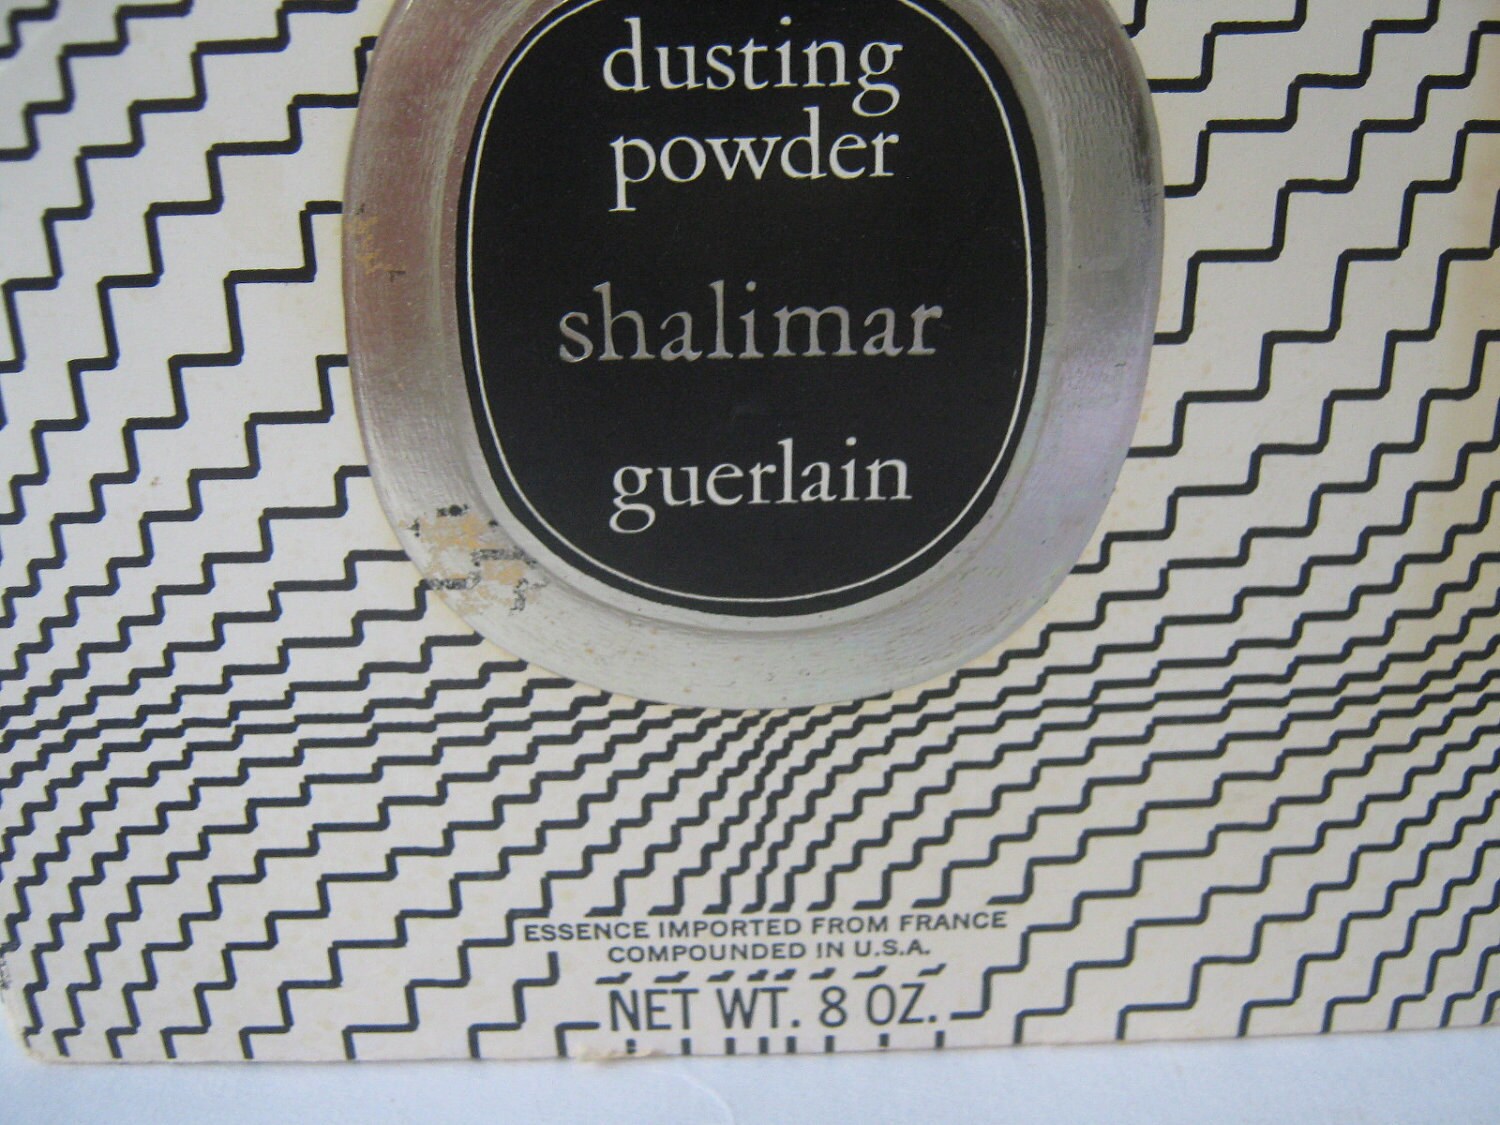 dusting
powder
shalimar
guerlain
ESSENCE IMPORTED FROM FRANCE
COMPOUNDED IN U.S.A.
NET WT. 8 OZ.